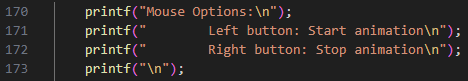 170 printf("Mouse Options:\n");
171 printf("        Left button: Start animation\n");
172 printf("        Right button: Stop animation\n");
173 printf("\n");